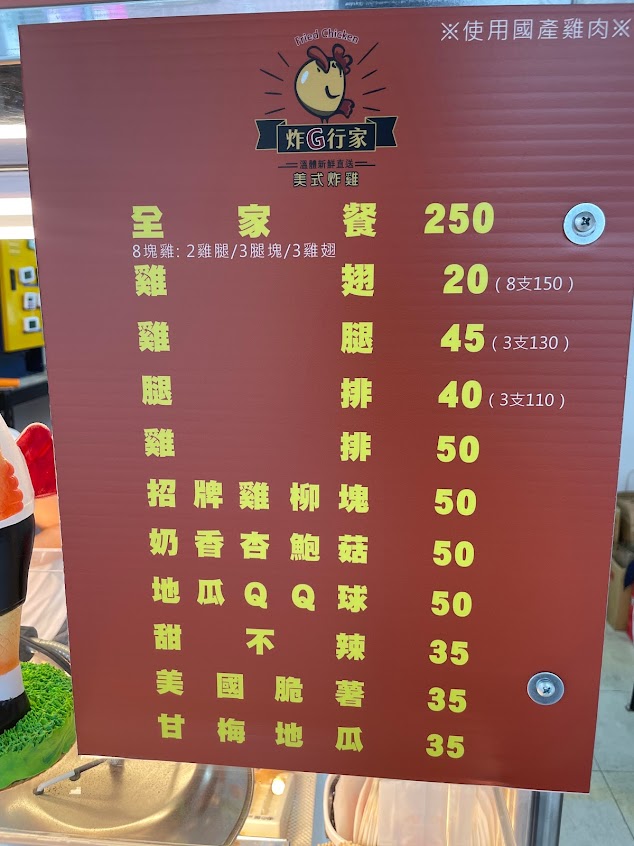 ※使用國產雞肉※
Fried Chicken
炸G行家
溫體新鮮直送
美式炸雞
全家餐 250
8塊雞: 2雞腿/3腿塊/3雞翅
雞翅 20 (8支150)
雞腿 45 (3支130)
腿排 40 (3支110)
雞排 50
招牌雞柳塊 50
奶香杏鮑菇 50
地瓜QQ球 50
甜不辣 35
美國脆薯 35
甘梅地瓜 35